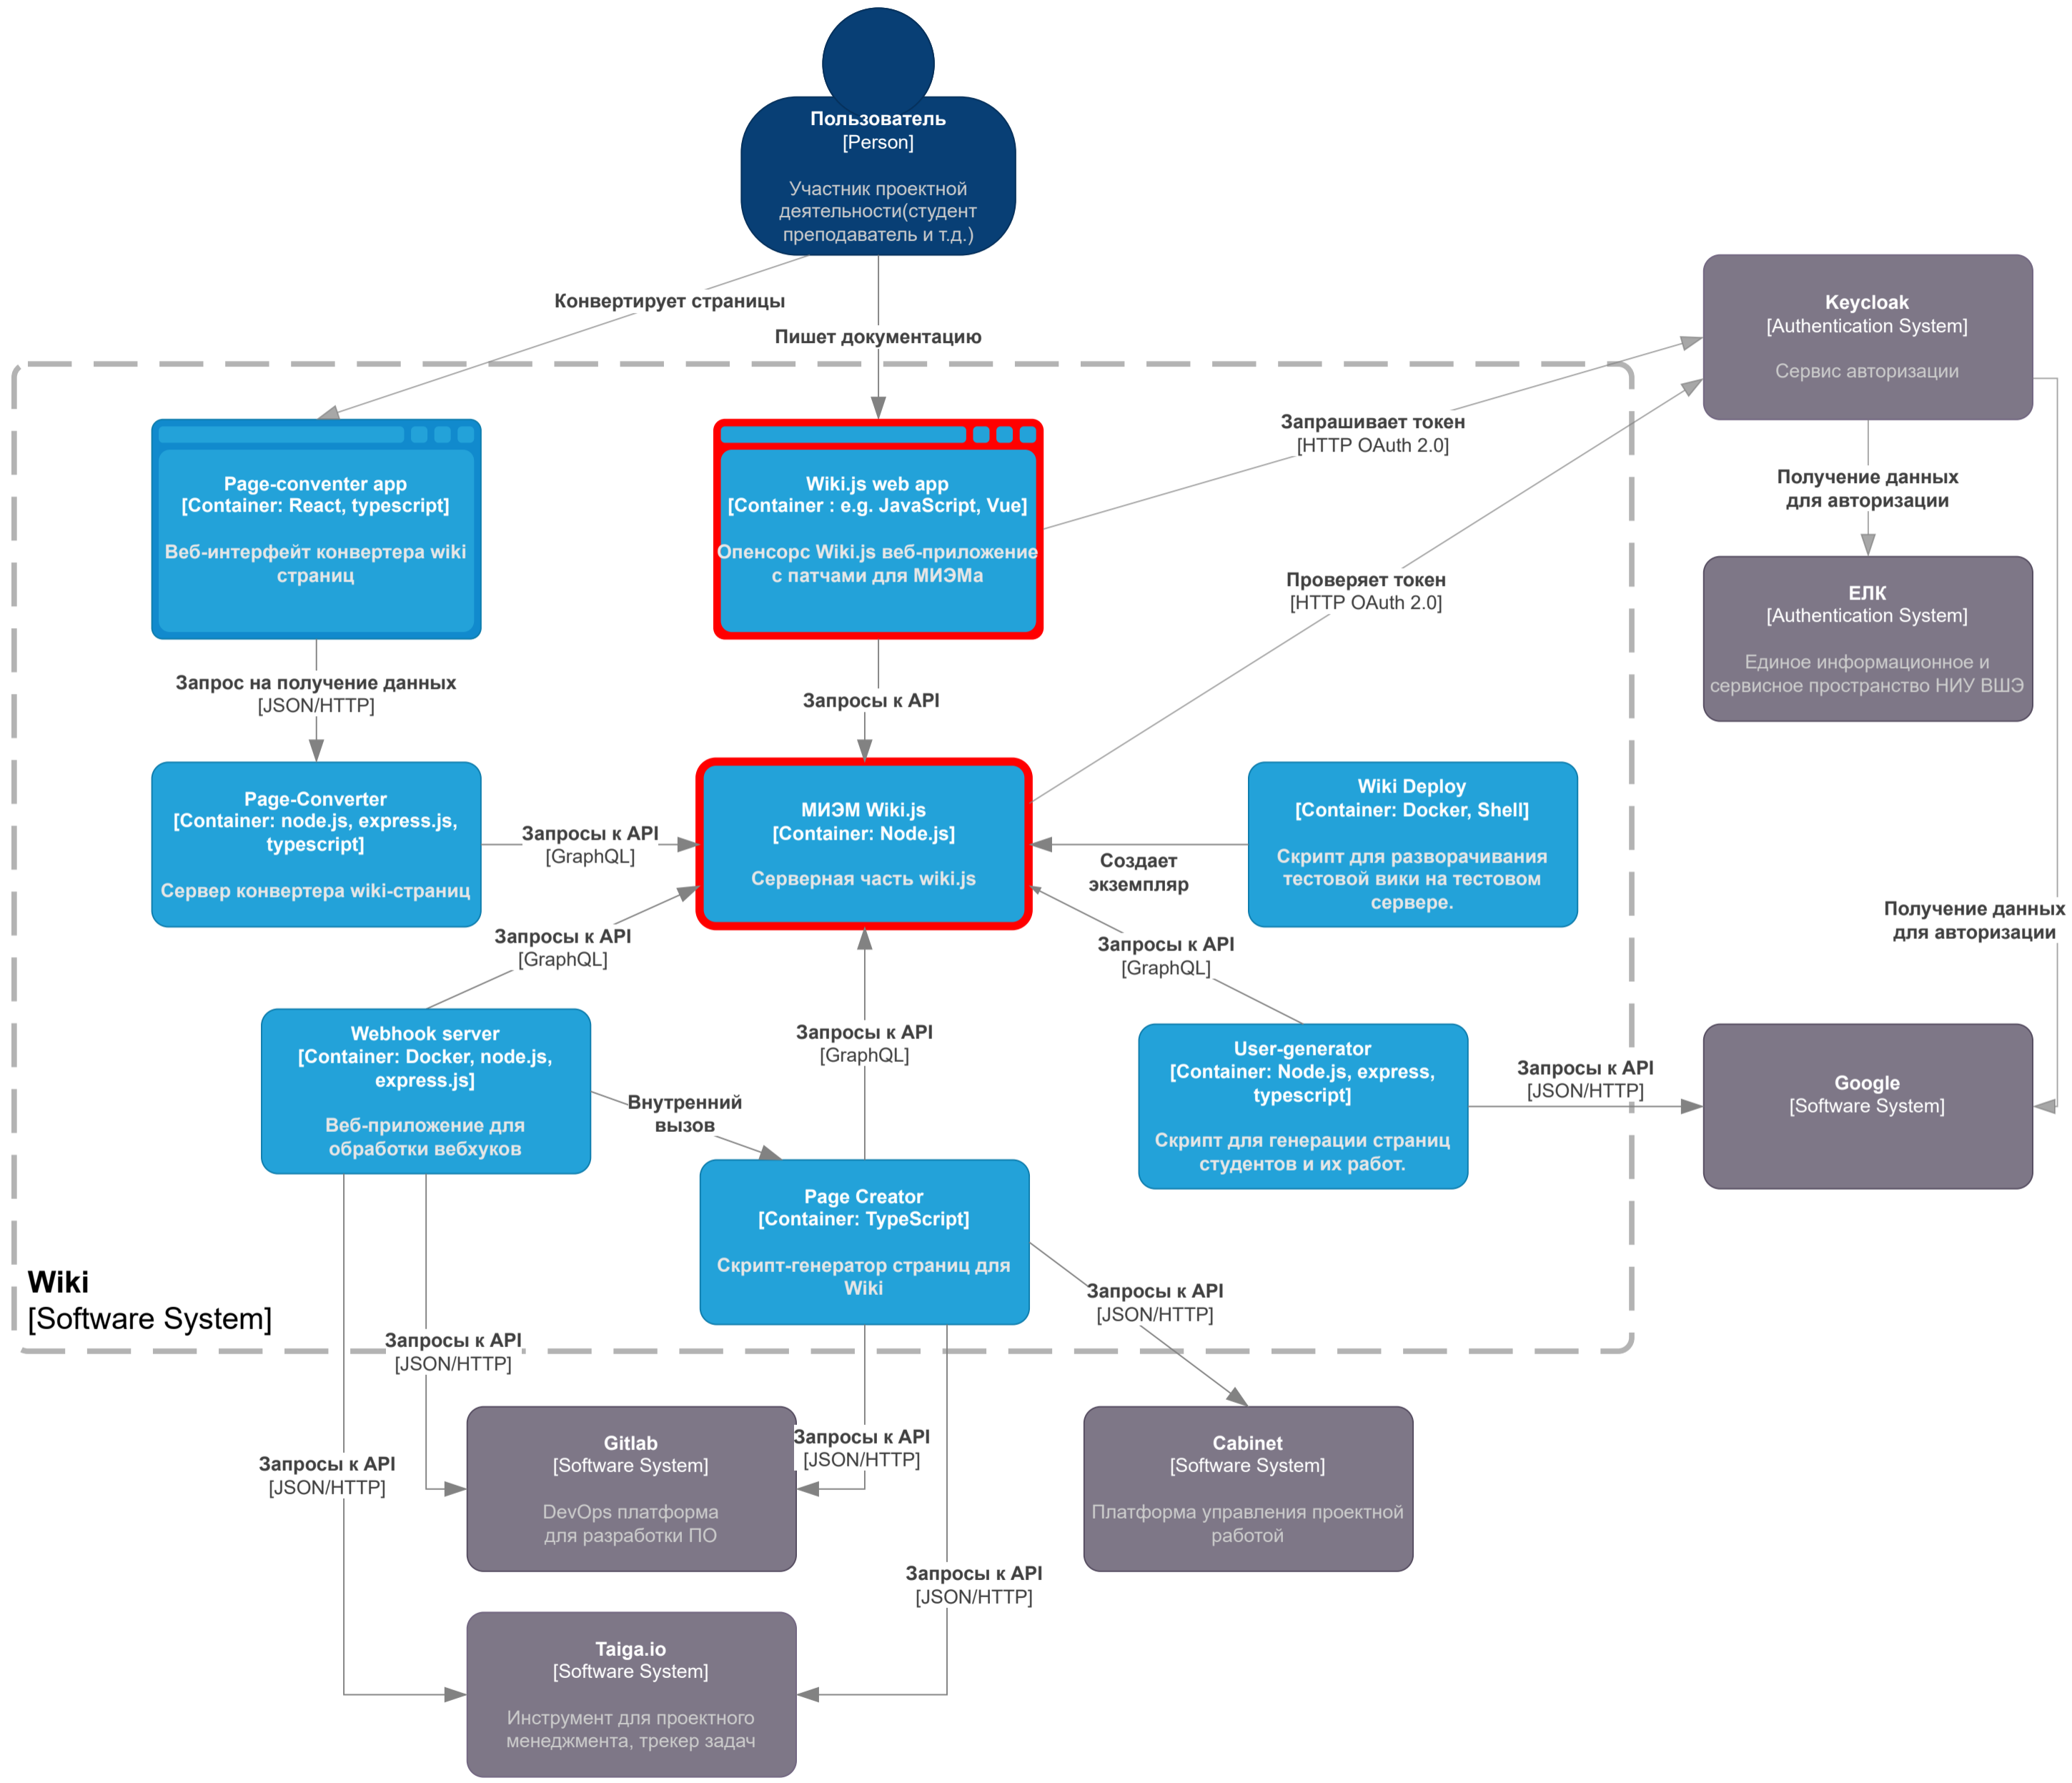 Пользователь
[Person]
Участник проектной
деятельности(студент
преподаватель и т.д.)
Конвертирует страницы
Пишет документацию
Keycloak
[Authentication System]
Сервис авторизации
Запрашивает токен
[HTTP OAuth 2.0]
Page-conventer app
[Container: React, typescript]
Веб-интерфейт конвертера wiki
страниц
Wiki.js web app
[Container : e.g. JavaScript, Vue]
Опенсорс Wiki.js веб-приложение
с патчами для МИЭМа
Получение данных
для авторизации
Проверяет токен
[HTTP OAuth 2.0]
ЕЛК
[Authentication System]
Единое информационное и
сервисное пространство НИУ ВШЭ
Запрос на получение данных
[JSON/HTTP]
Запросы к API
Page-Converter
[Container: node.js, express.js,
typescript]
Сервер конвертера wiki-страниц
Запросы к API
[GraphQL]
МИЭМ Wiki.js
[Container: Node.js]
Серверная часть wiki.js
Создает
экземпляр
Wiki Deploy
[Container: Docker, Shell]
Скрипт для разворачивания
тестовой вики на тестовом
сервере.
Получение данных
для авторизации
Запросы к API
[GraphQL]
Запросы к API
[GraphQL]
Запросы к API
[GraphQL]
Webhook server
[Container: Docker, node.js,
express.js]
Веб-приложение для
обработки вебхуков
Внутренний
вызов
User-generator
[Container: Node.js, express,
typescript]
Скрипт для генерации страниц
студентов и их работ.
Запросы к API
[JSON/HTTP]
Google
[Software System]
Page Creator
[Container: TypeScript]
Скрипт-генератор страниц для
Wiki
Wiki
[Software System]
Запросы к API
[JSON/HTTP]
Запросы к API
[JSON/HTTP]
Запросы к API
[JSON/HTTP]
Gitlab
[Software System]
DevOps платформа
для разработки ПО
Запросы к API
[JSON/HTTP]
Cabinet
[Software System]
Платформа управления проектной
работой
Запросы к API
[JSON/HTTP]
Taiga.io
[Software System]
Инструмент для проектного
менеджмента, трекер задач